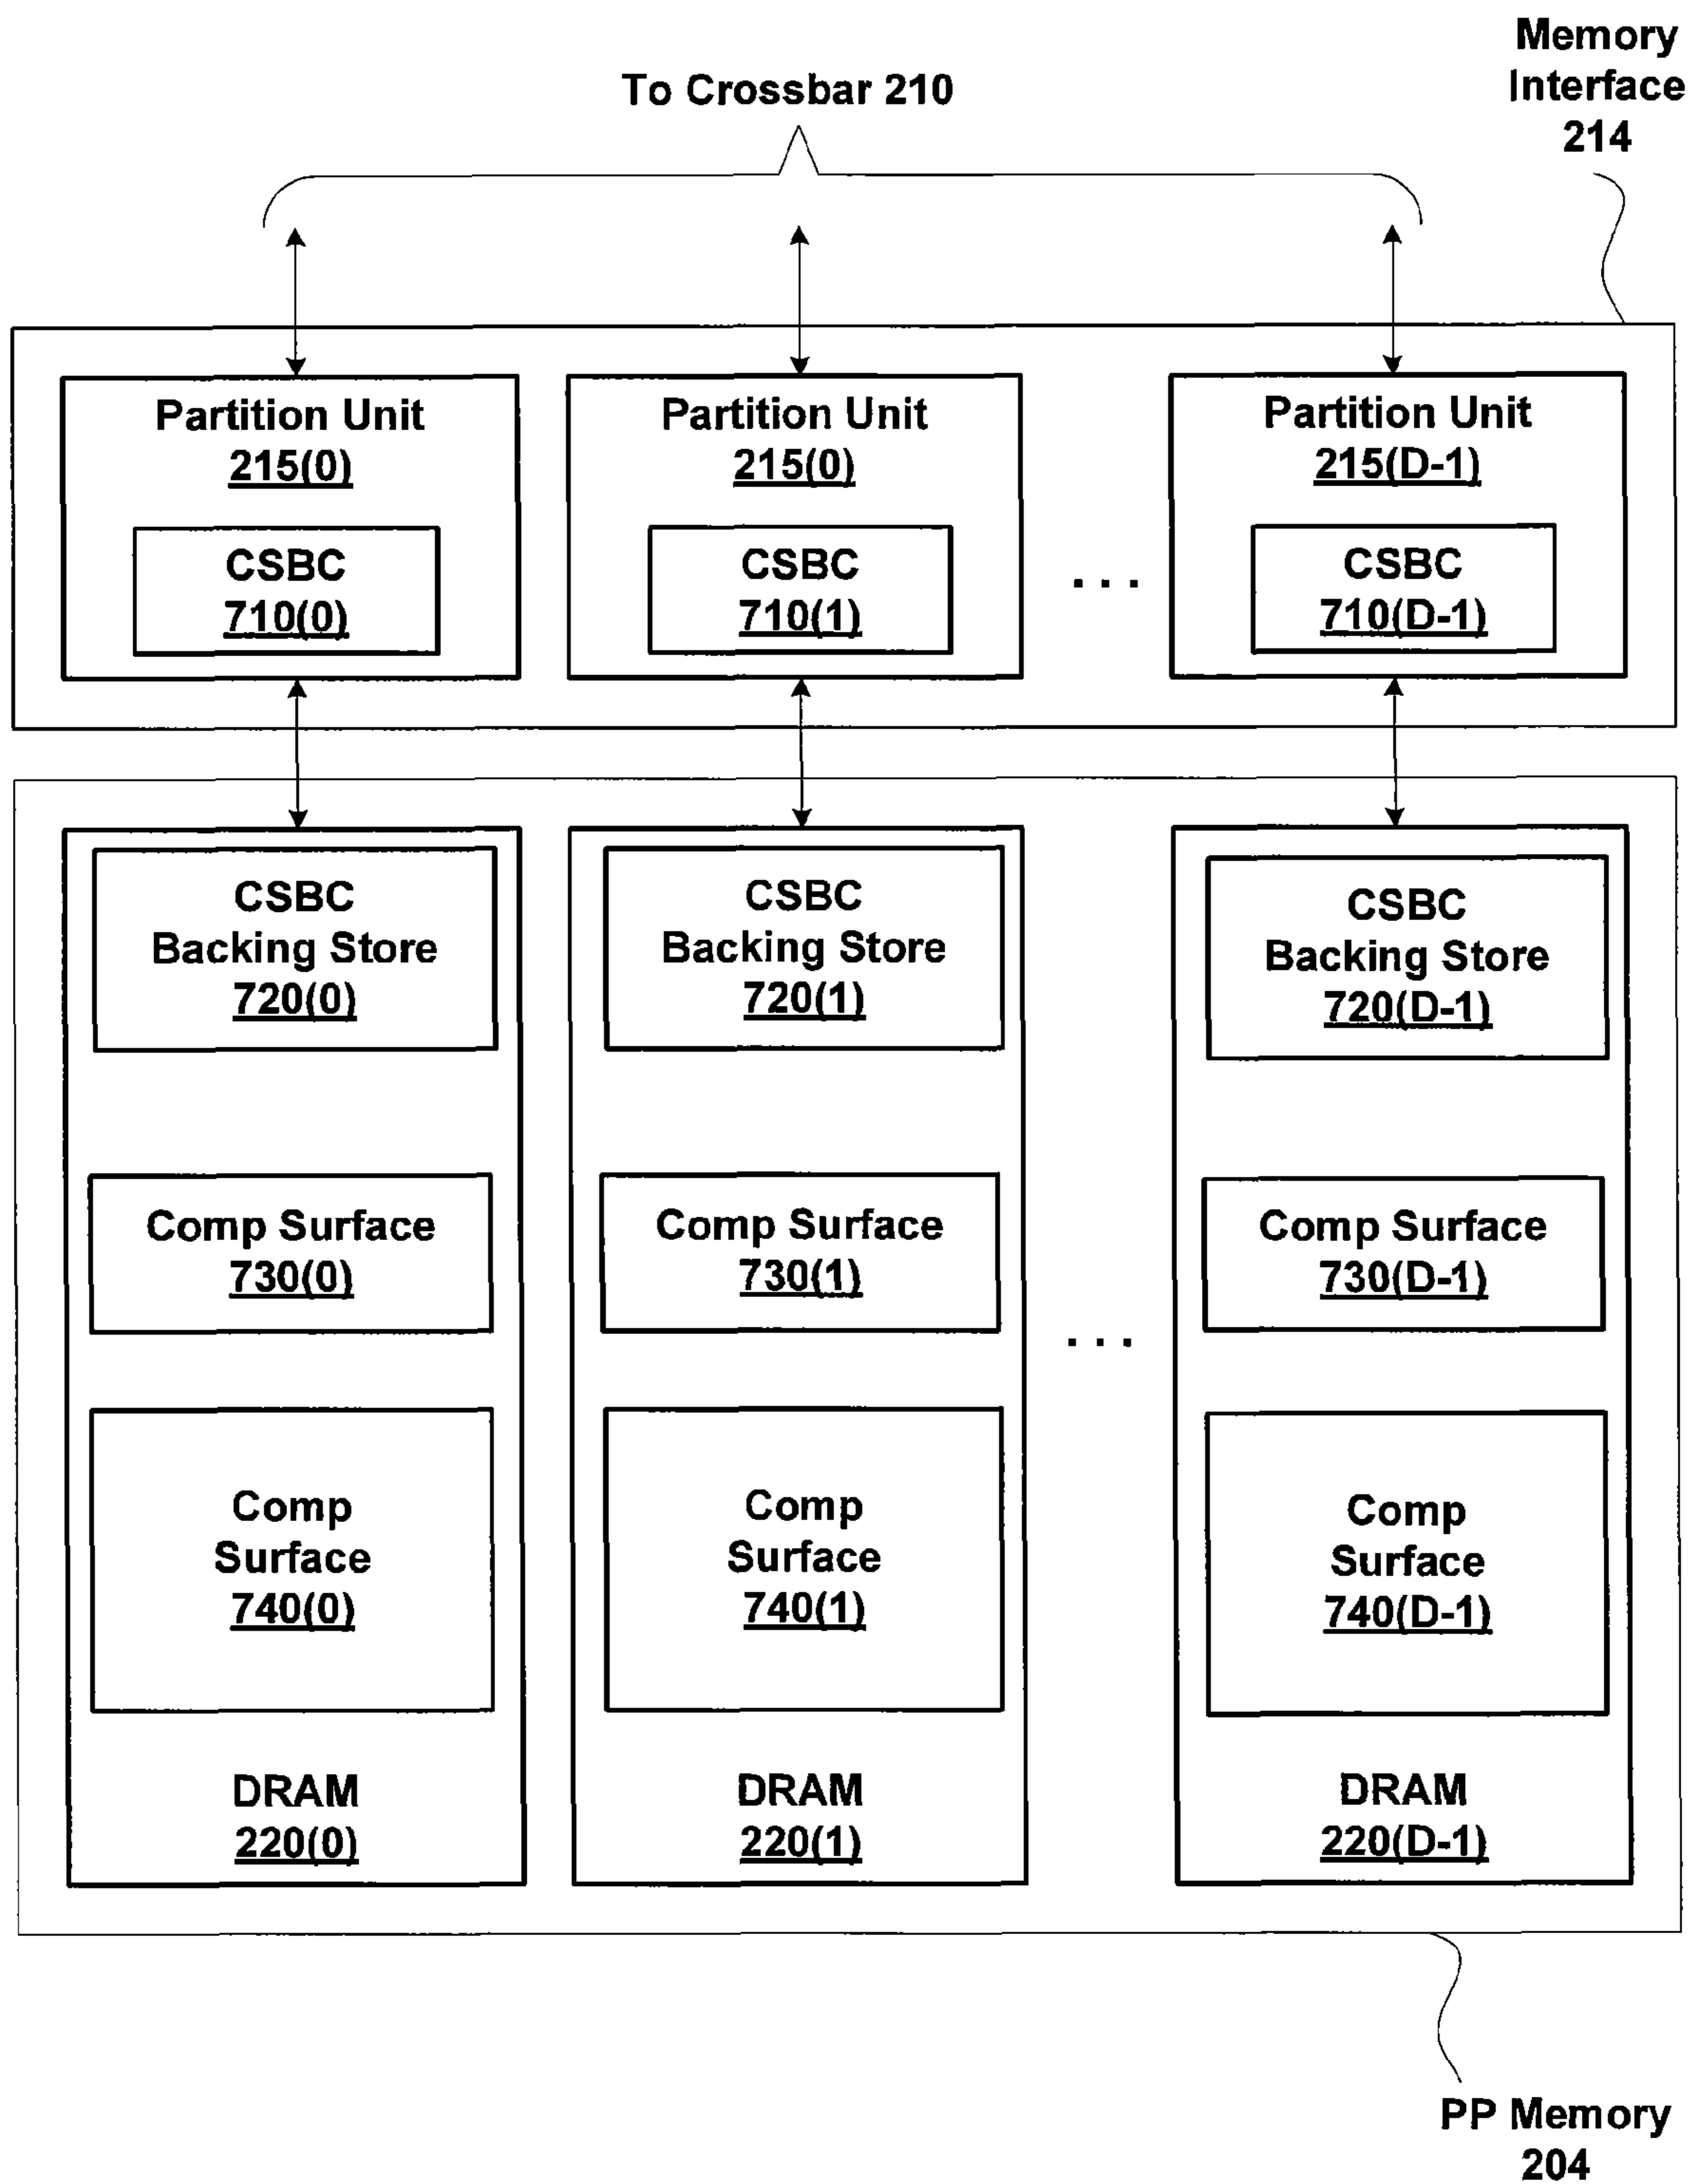 Memory
Interface
214
To Crossbar 210
Partition Unit
215(0)
CSBC
710(0)
Partition Unit
215(0)
CSBC
710(1)
. . .
Partition Unit
215(D-1)
CSBC
710(D-1)
CSBC
Backing Store
720(0)
Comp Surface
730(0)
Comp
Surface
740(0)
DRAM
220(0)
CSBC
Backing Store
720(1)
Comp Surface
730(1)
Comp
Surface
740(1)
DRAM
220(1)
. . .
CSBC
Backing Store
720(D-1)
Comp Surface
730(D-1)
Comp
Surface
740(D-1)
DRAM
220(D-1)
PP Memory
204